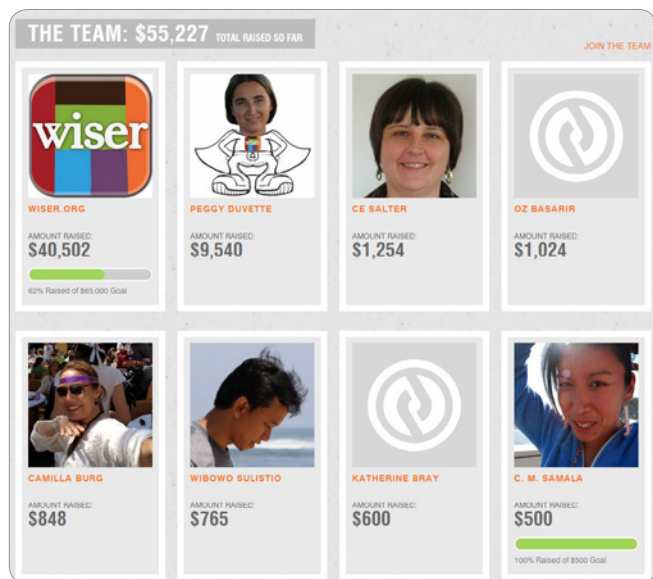 THE TEAM: $55,227 TOTAL RAISED SO FAR
JOIN THE TEAM
wiser
WISER.ORG
AMOUNT RAISED:
$40,502
62% Raised of $65,000 Goal
PEGGY DUVETTE
AMOUNT RAISED:
$9,540
CE SALTER
AMOUNT RAISED:
$1,254
OZ BASARIR
AMOUNT RAISED:
$1,024
CAMILLA BURG
AMOUNT RAISED:
$848
WIBOWO SULISTIO
AMOUNT RAISED:
$765
KATHERINE BRAY
AMOUNT RAISED:
$600
C. M. SAMALA
AMOUNT RAISED:
$500
100% Raised of $500 Goal